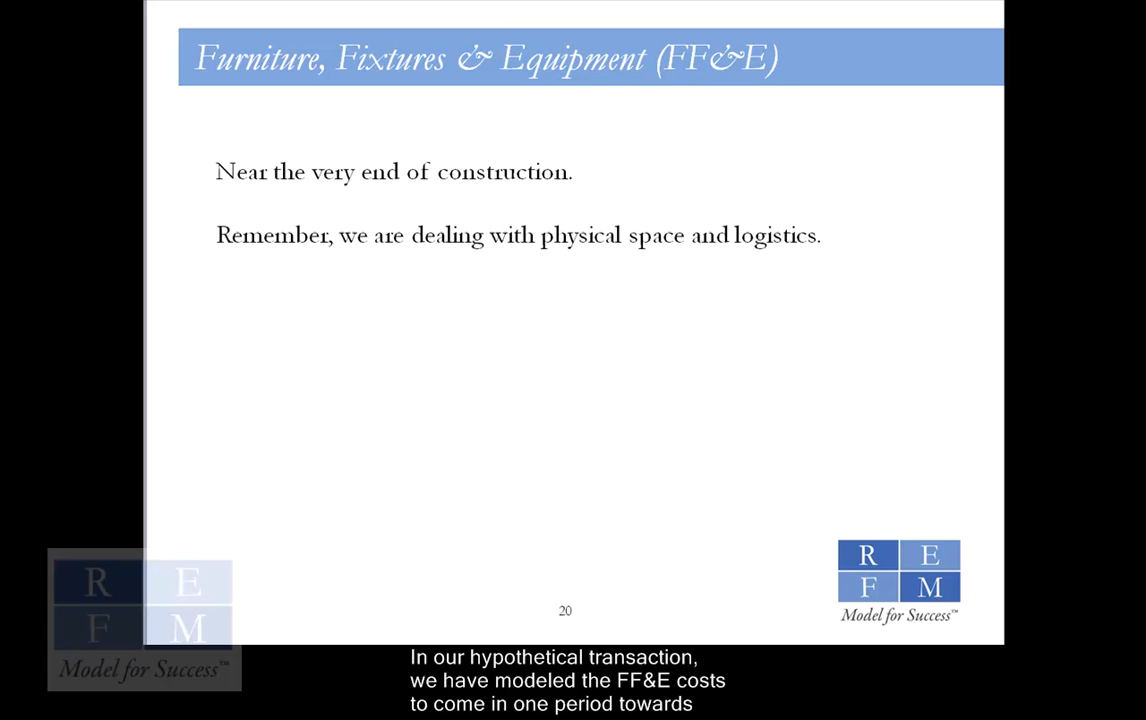 Furniture, Fixtures & Equipment (FF&E)
Near the very end of construction.
Remember, we are dealing with physical space and logistics.
R E
F M
Model for Success™
20
R E
F M
Model for Success™
In our hypothetical transaction,
we have modeled the FF&E costs
to come in one period towards